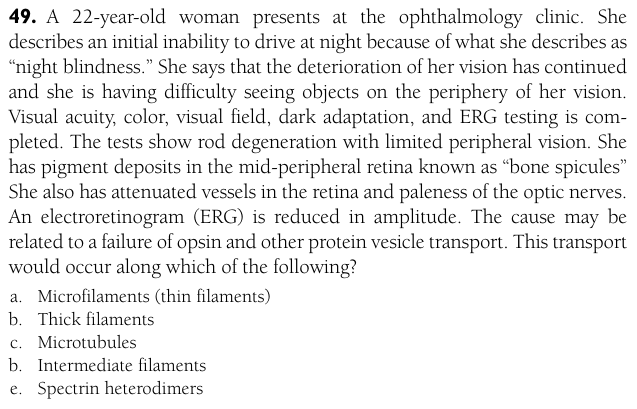 49. A 22-year-old woman presents at the ophthalmology clinic. She
describes an initial inability to drive at night because of what she describes as
“night blindness.” She says that the deterioration of her vision has continued
and she is having difficulty seeing objects on the periphery of her vision.
Visual acuity, color, visual field, dark adaptation, and ERG testing is com-
pleted. The tests show rod degeneration with limited peripheral vision. She
has pigment deposits in the mid-peripheral retina known as “bone spicules”
She also has attenuated vessels in the retina and paleness of the optic nerves.
An electroretinogram (ERG) is reduced in amplitude. The cause may be
related to a failure of opsin and other protein vesicle transport. This transport
would occur along which of the following?
a. Microfilaments (thin filaments)
b. Thick filaments
c. Microtubules
b. Intermediate filaments
e. Spectrin heterodimers